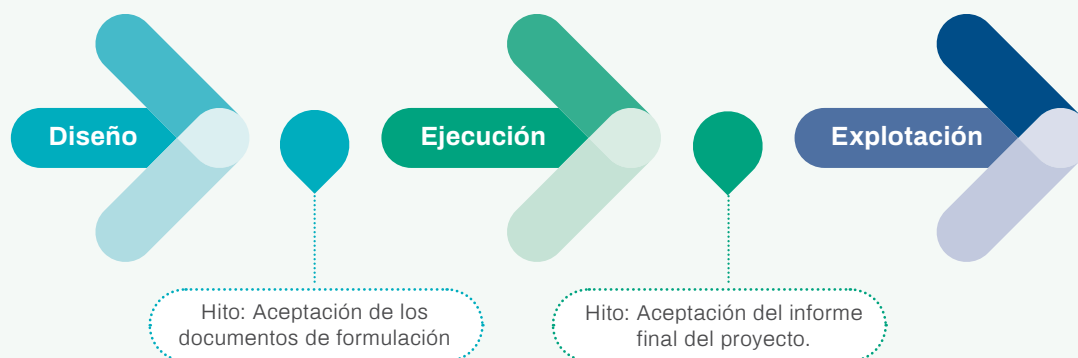 Diseño
Ejecución
Explotación
Hito: Aceptación de los
documentos de formulación
Hito: Aceptación del informe
final del proyecto.